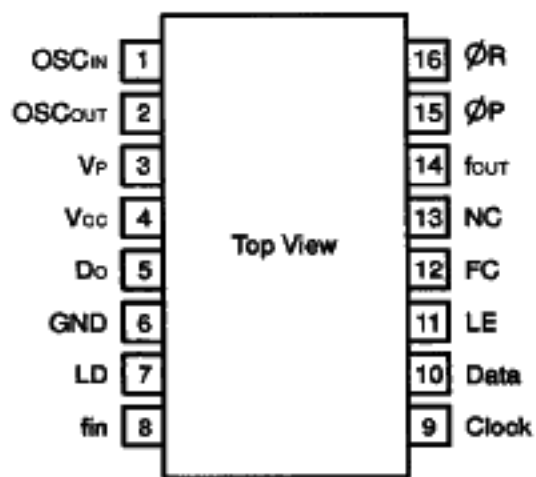 OSCIN 1 16 ØR
OSCOUT 2 15 ØP
VP 3 14 fOUT
VCC 4 13 NC
Top View
DO 5 12 FC
GND 6 11 LE
LD 7 10 Data
fin 8 9 Clock